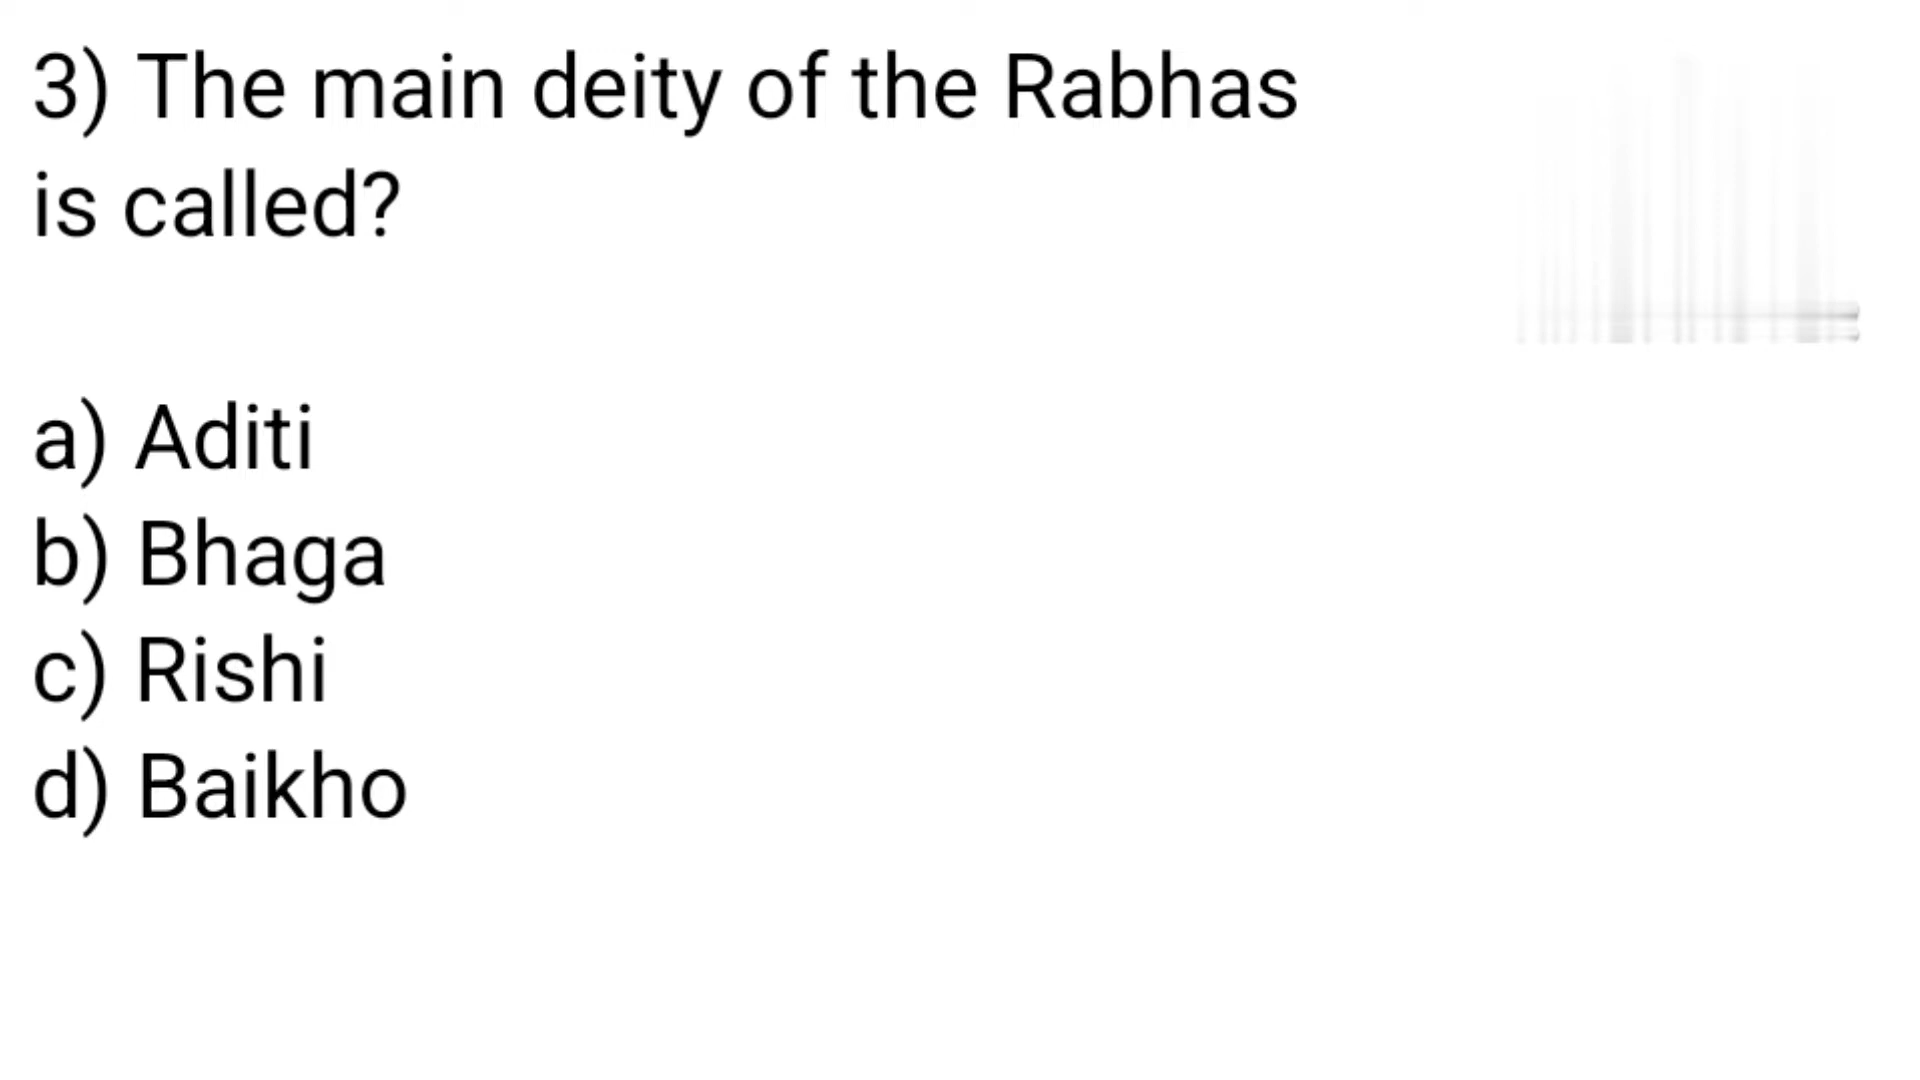 3) The main deity of the Rabhas
is called?
a) Aditi
b) Bhaga
c) Rishi
d) Baikho